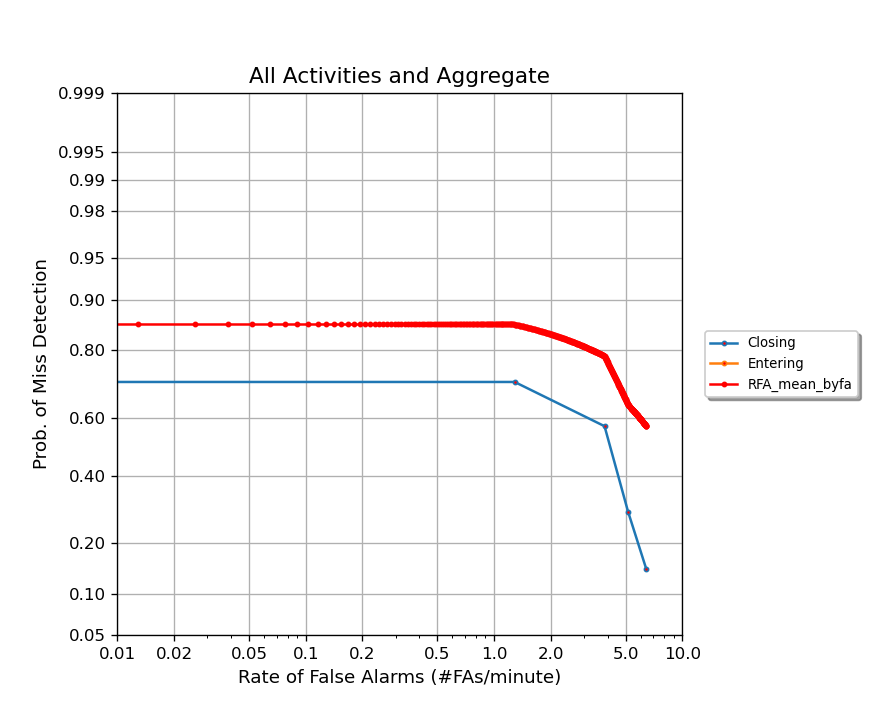 All Activities and Aggregate
0.999
0.995
0.99
0.98
0.95
0.90
0.80
0.60
0.40
0.20
0.10
0.05
Prob. of Miss Detection
0.01 0.02 0.05 0.1 0.2 0.5 1.0 2.0 5.0 10.0
Rate of False Alarms (#FAs/minute)
Closing
Entering
RFA_mean_byfa